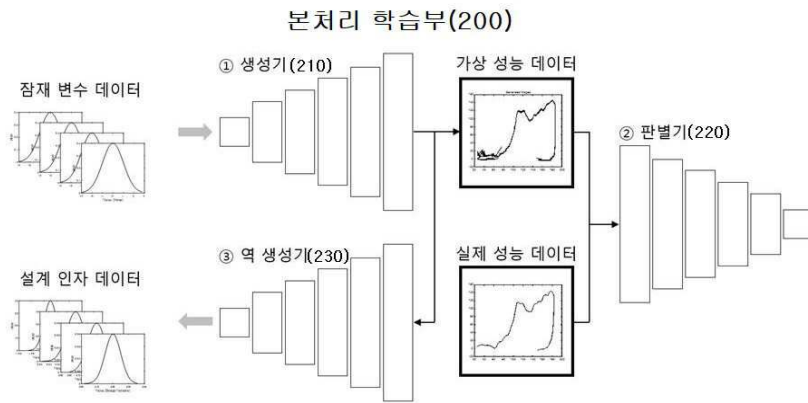 본처리 학습부(200)
잠재 변수 데이터
① 생성기(210)
가상 성능 데이터
② 판별기(220)
설계 인자 데이터
③ 역 생성기(230)
실제 성능 데이터